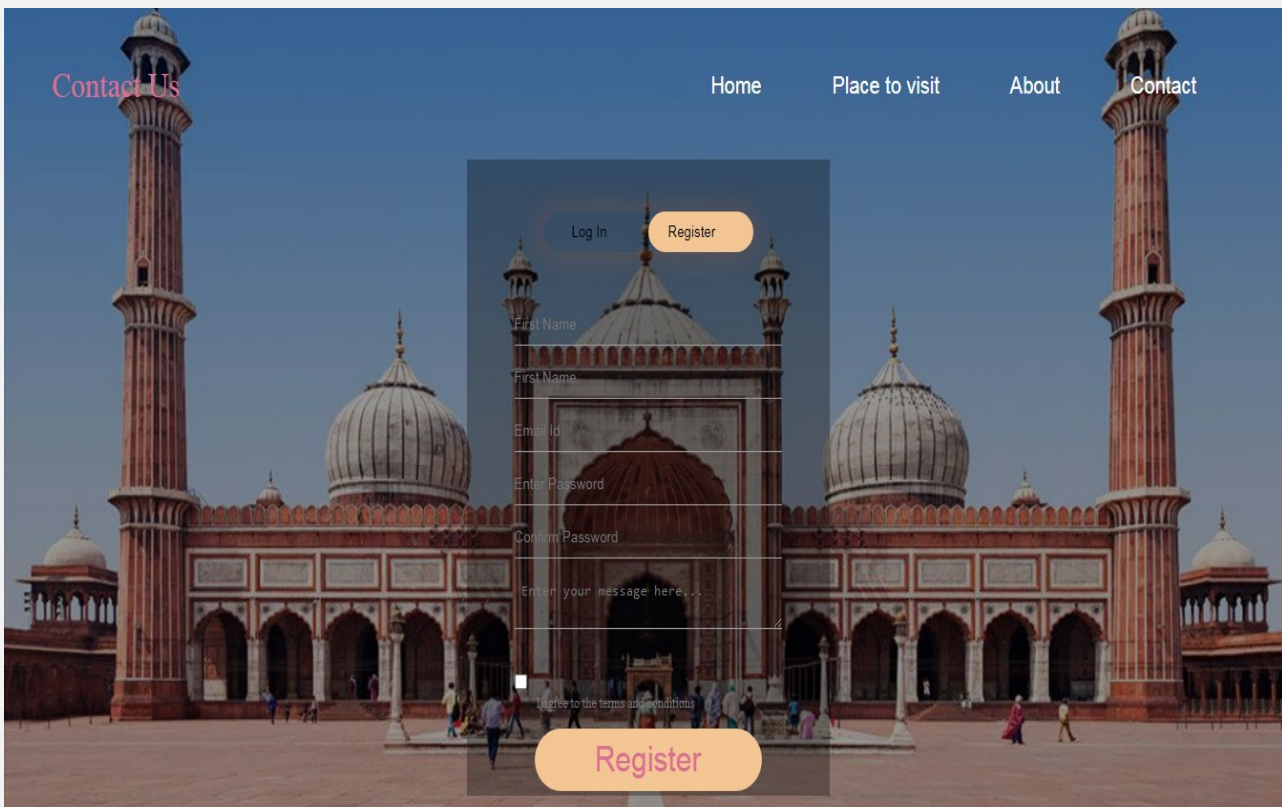 Contact Us
Home Place to visit About Contact
Log In Register
First Name
First Name
Email Id
Enter Password
Confirm Password
Enter your message here...
I agree to the terms and conditions
Register